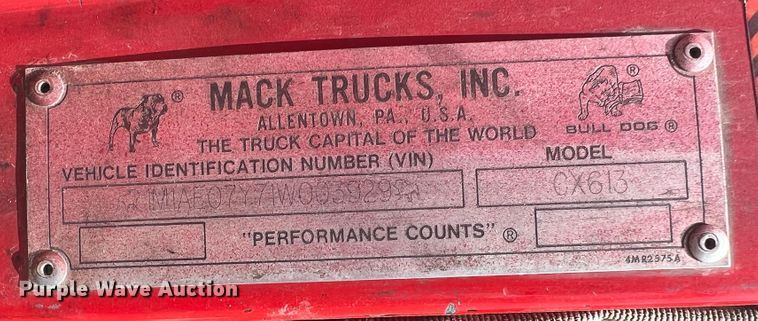 ®
MACK TRUCKS, INC.
ALLENTOWN, PA., U.S.A.
THE TRUCK CAPITAL OF THE WORLD
®
BULL DOG ®
VEHICLE IDENTIFICATION NUMBER (VIN)
MODEL
CX613
"PERFORMANCE COUNTS" ®
4MR2575A
Purple Wave Auction